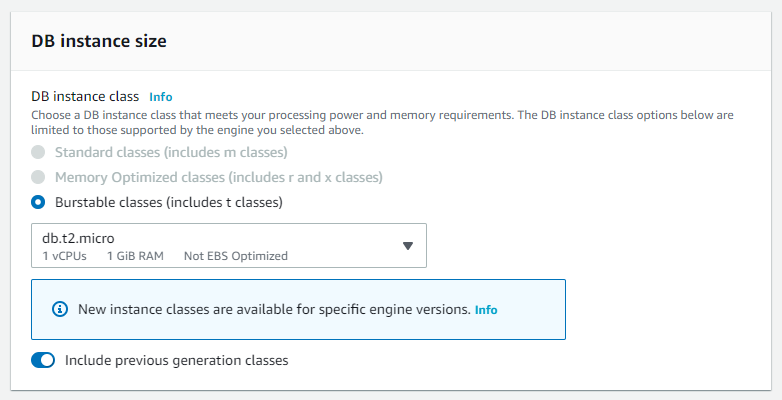 DB instance size
DB instance class Info
Choose a DB instance class that meets your processing power and memory requirements. The DB instance class options below are
limited to those supported by the engine you selected above.
Standard classes (includes m classes)
Memory Optimized classes (includes r and x classes)
Burstable classes (includes t classes)
db.t2.micro
1 vCPUs 1 GiB RAM Not EBS Optimized
New instance classes are available for specific engine versions. Info
Include previous generation classes